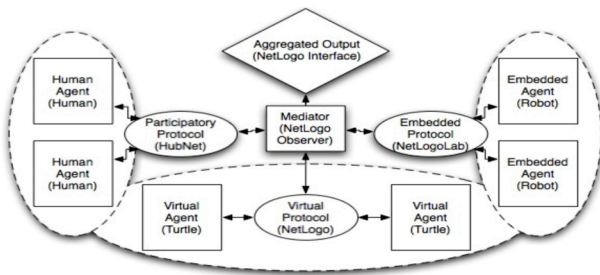 Aggregated Output
(NetLogo Interface)
Human
Agent
(Human)
Human
Agent
(Human)
Participatory
Protocol
(HubNet)
Mediator
(NetLogo
Observer)
Embedded
Protocol
(NetLogoLab)
Embedded
Agent
(Robot)
Embedded
Agent
(Robot)
Virtual
Agent
(Turtle)
Virtual
Protocol
(NetLogo)
Virtual
Agent
(Turtle)